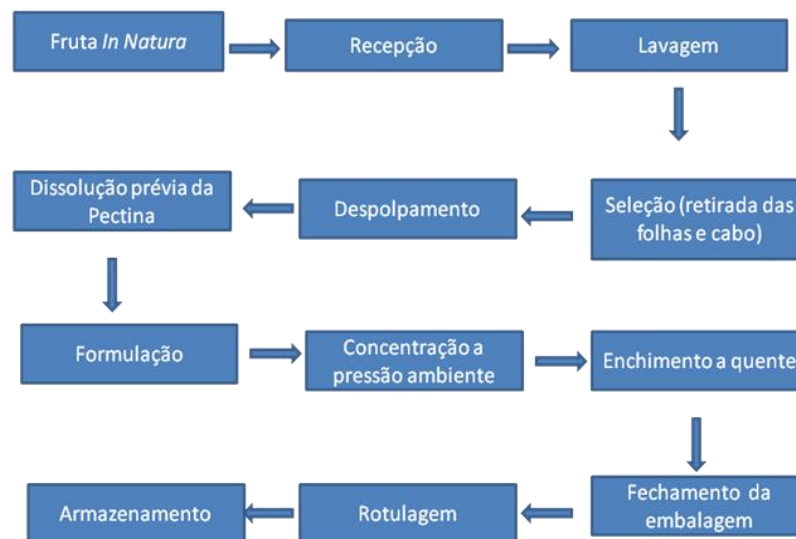 Fruta In Natura
Recepção
Lavagem
Seleção (retirada das
folhas e cabo)
Despolpamento
Dissolução prévia da
Pectina
Formulação
Concentração a
pressão ambiente
Enchimento a quente
Fechamento da
embalagem
Rotulagem
Armazenamento